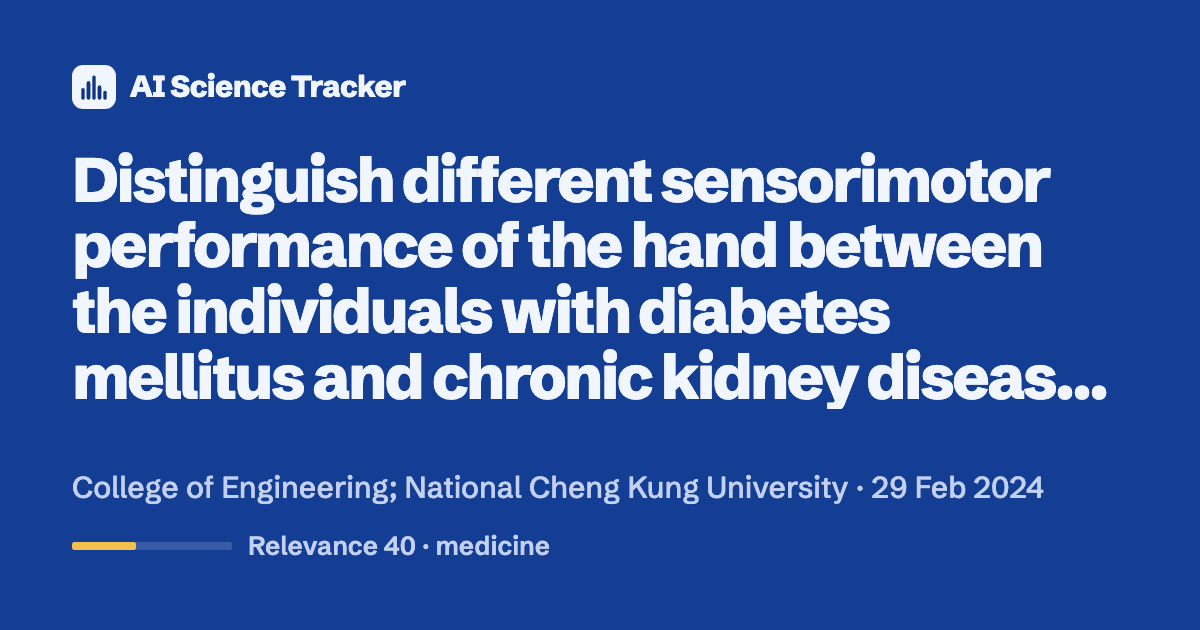 AI Science Tracker
Distinguish different sensorimotor
performance of the hand between
the individuals with diabetes
mellitus and chronic kidney diseas...
College of Engineering; National Cheng Kung University · 29 Feb 2024
Relevance 40 · medicine